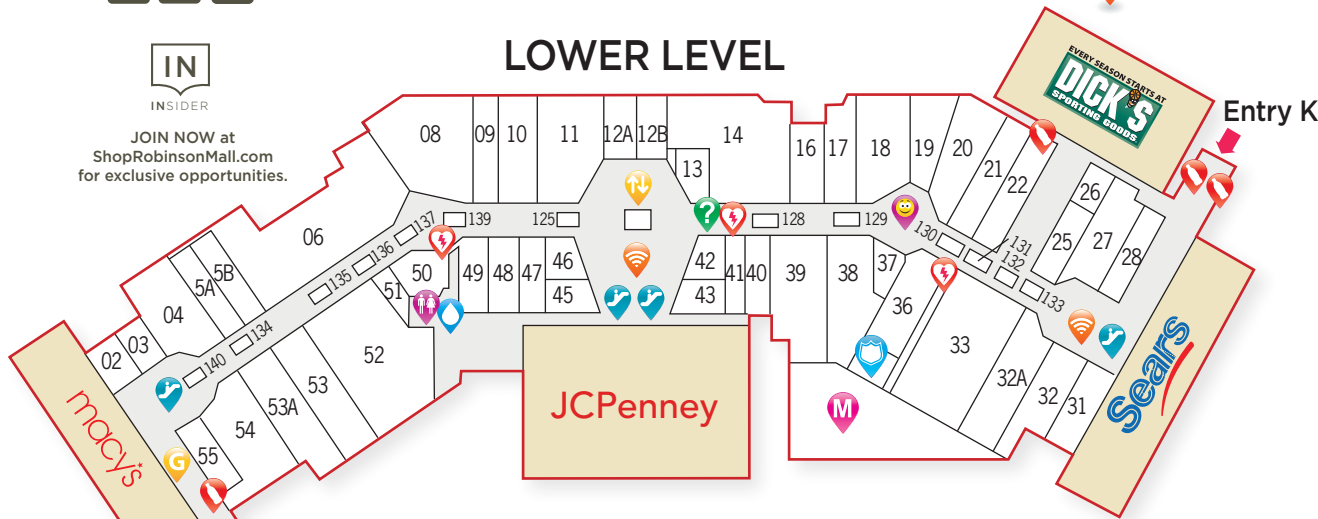 LOWER LEVEL
IN
INSIDER
JOIN NOW at
ShopRobinsonMall.com
for exclusive opportunities.
EVERY SEASON STARTS AT
DICK'S
SPORTING GOODS
Entry K
08
09
10
11
12A
12B
13
14
16
17
18
19
20
21
22
26
25
27
28
06
5B
5A
04
03
02
137
139
136
135
134
140
125
128
129
130
131
132
133
?
50
51
49
48
47
46
45
42
43
41
40
39
38
37
36
33
32A
32
31
52
53
53A
54
55
G
M
macy's
JCPenney
Sears